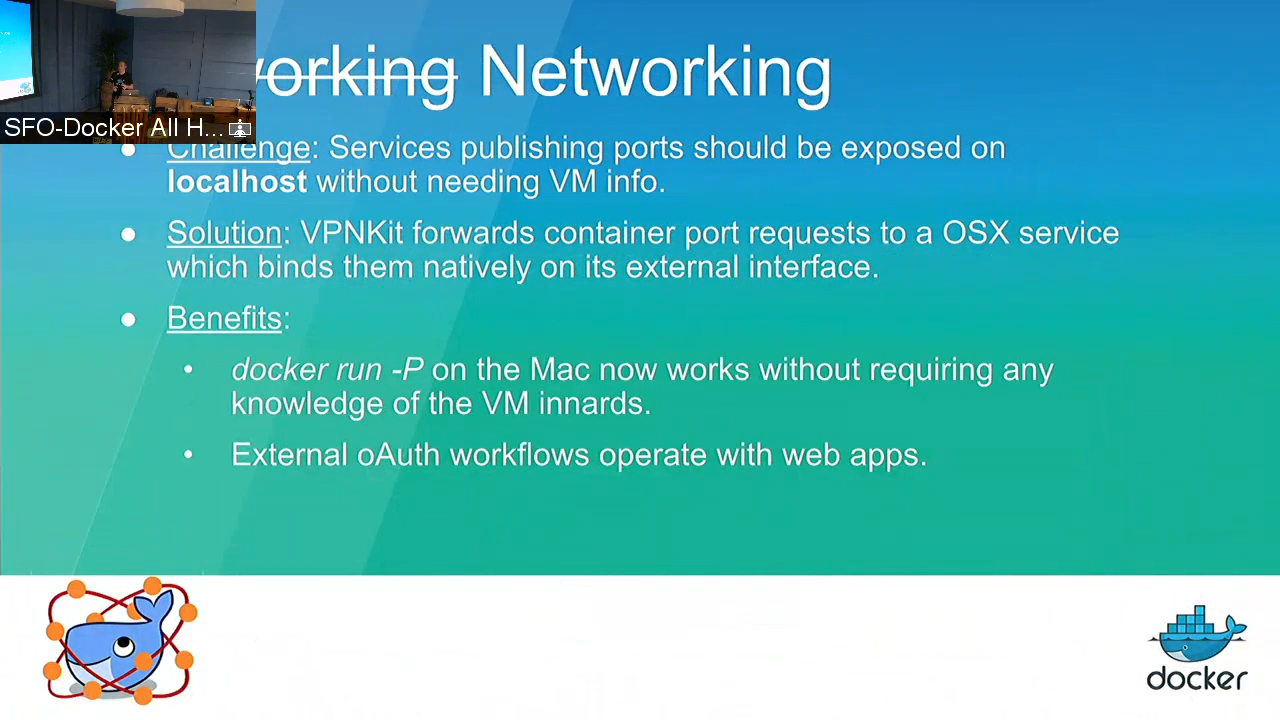 orking Networking
SFO-Docker All H...
Challenge: Services publishing ports should be exposed on
localhost without needing VM info.
Solution: VPNKit forwards container port requests to a OSX service
which binds them natively on its external interface.
Benefits:
docker run -P on the Mac now works without requiring any
knowledge of the VM innards.
External oAuth workflows operate with web apps.
docker